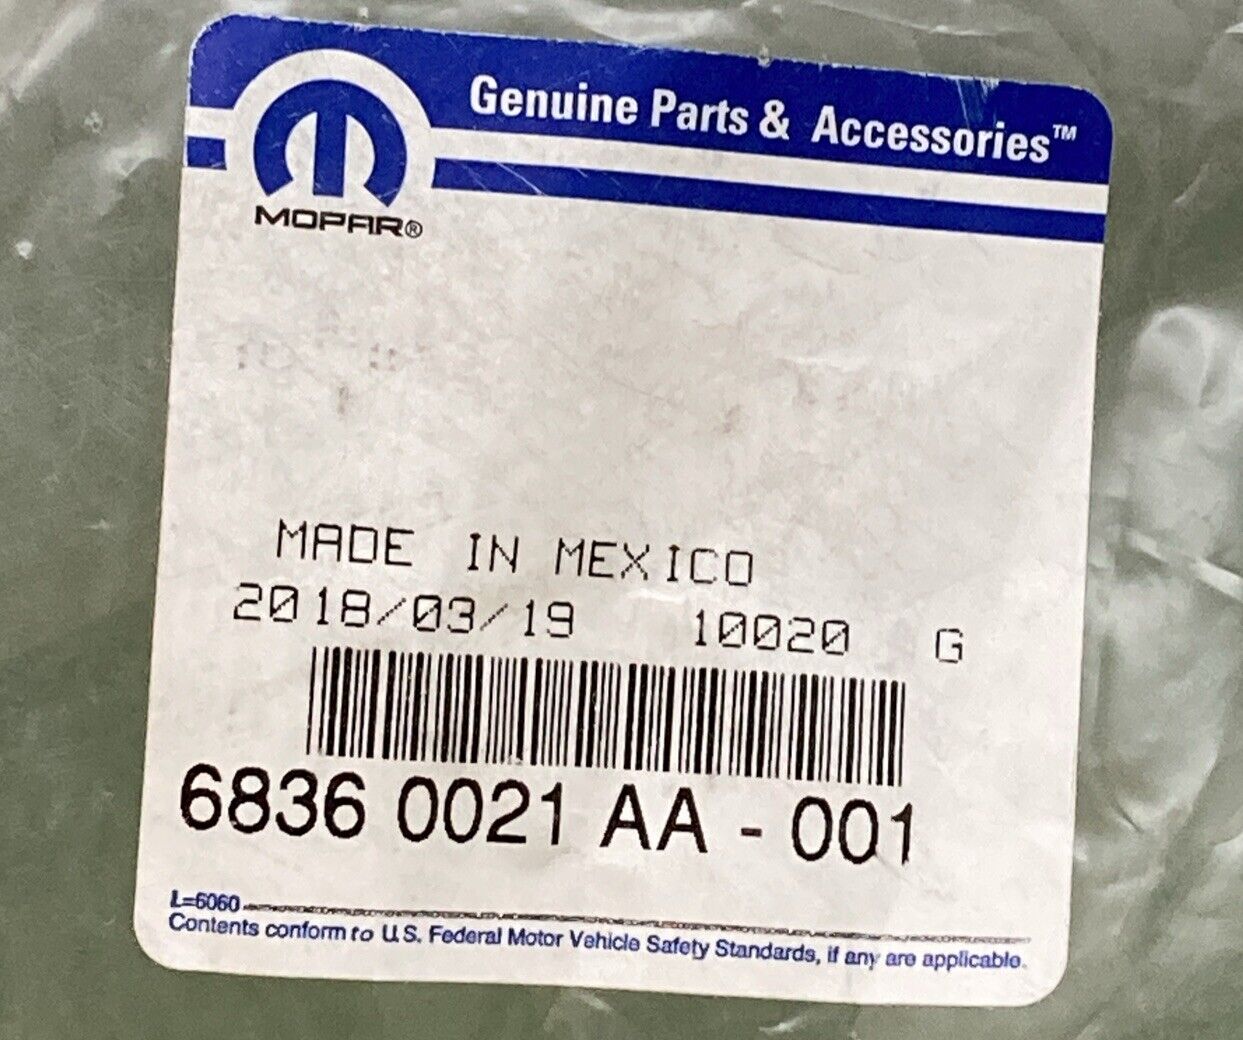 Genuine Parts & Accessories™
MOPAR®
MADE IN MEXICO
2018/03/19 10020 G
6836 0021 AA - 001
L=6060
Contents conform to U.S. Federal Motor Vehicle Safety Standards, if any are applicable.